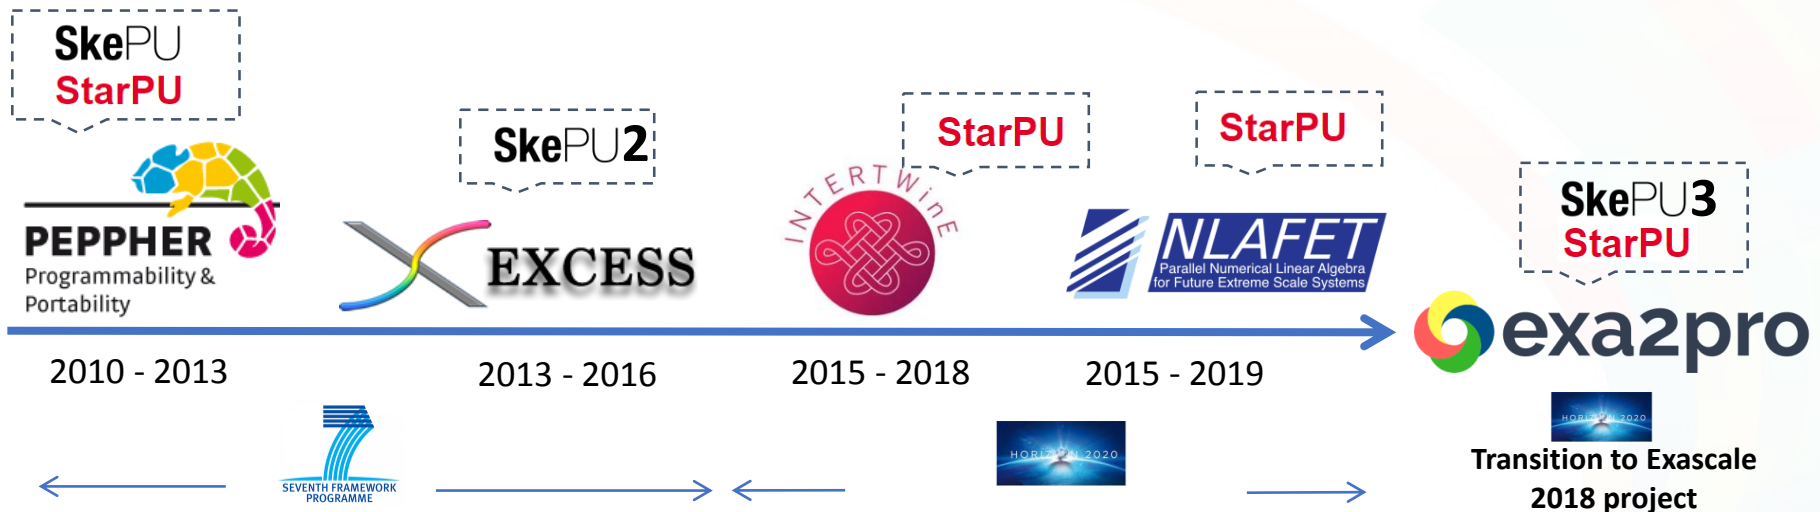 SkePU
StarPU
PEPPHER
Programmability &
Portability
2010 - 2013
SkePU2
EXCESS
2013 - 2016
SEVENTH FRAMEWORK
PROGRAMME
StarPU
INTERTWinE
2015 - 2018
StarPU
NLAFET
Parallel Numerical Linear Algebra
for Future Extreme Scale Systems
2015 - 2019
HORIZON 2020
SkePU3
StarPU
exa2pro
HORIZON 2020
Transition to Exascale
2018 project